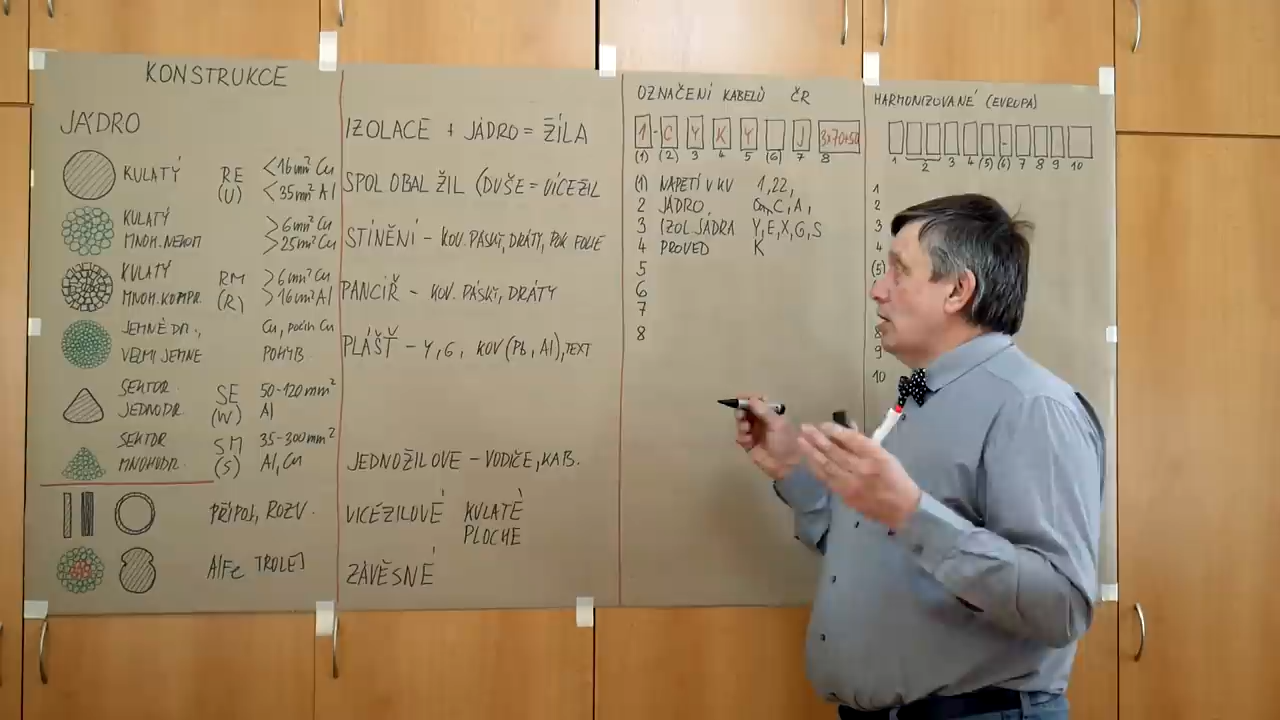 KONSTRUKCE
JÁDRO
KULATÝ RE <16mm² Cu
(U) <35mm² Al
KULATÝ >6mm² Cu
MNOH. NEKOM >25mm² Cu
KULATÝ RM >6mm² Cu
MNOH. KOMPR. (R) >16mm² Al
JEMNĚ DR., Cu, pocín Cu
VELMI JEMNĚ POHYB.
SEKTOR SE 50-120mm²
JEDNODR. (W) Al
SEKTOR SM 35-300mm²
MNOHODR. (S) Al, Cu
PŘÍPOJ, ROZV.
AlFe TROLEJ
IZOLACE + JÁDRO = ŽÍLA
SPOL OBAL ŽIL (DUŠE = VÍCEŽIL
STÍNĚNÍ – KOV. PÁSKY, DRÁTY, POK FOLIE
PANCÍŘ – KOV. PÁSKY, DRÁTY
PLÁŠŤ – Y, G, KOV (Pb, Al), TEXT
JEDNOŽILOVÉ – VODIČE, KAB.
VÍCEŽILOVÉ KULATÉ
PLOCHÉ
ZÁVĚSNÉ
OZNAČENÍ KABELŮ ČR
1 - C Y K Y J 3x70+50
(1) (2) 3 4 5 (6) 7 8
(1) NAPĚTÍ V KV 1, 22,
2 JÁDRO C, A,
3 IZOL. JÁDRA Y, E, X, G, S
4 PROVED K
5
6
7
8
HARMONIZOVANÉ (EVROPA)
-
1 2 3 4 (5) (6) 7 8 9 10
1
2
3
4
(5)
8
9
10